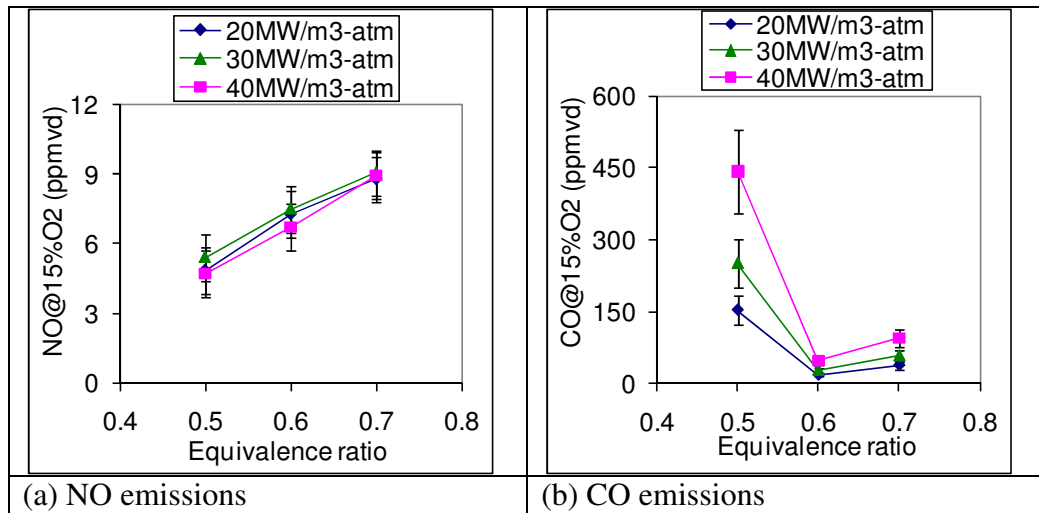 20MW/m3-atm
30MW/m3-atm
40MW/m3-atm
NO@15%O2 (ppmvd)
12
9
6
3
0
0.4 0.5 0.6 0.7 0.8
Equivalence ratio
(a) NO emissions
20MW/m3-atm
30MW/m3-atm
40MW/m3-atm
CO@15%O2 (ppmvd)
600
450
300
150
0
0.4 0.5 0.6 0.7 0.8
Equivalence ratio
(b) CO emissions